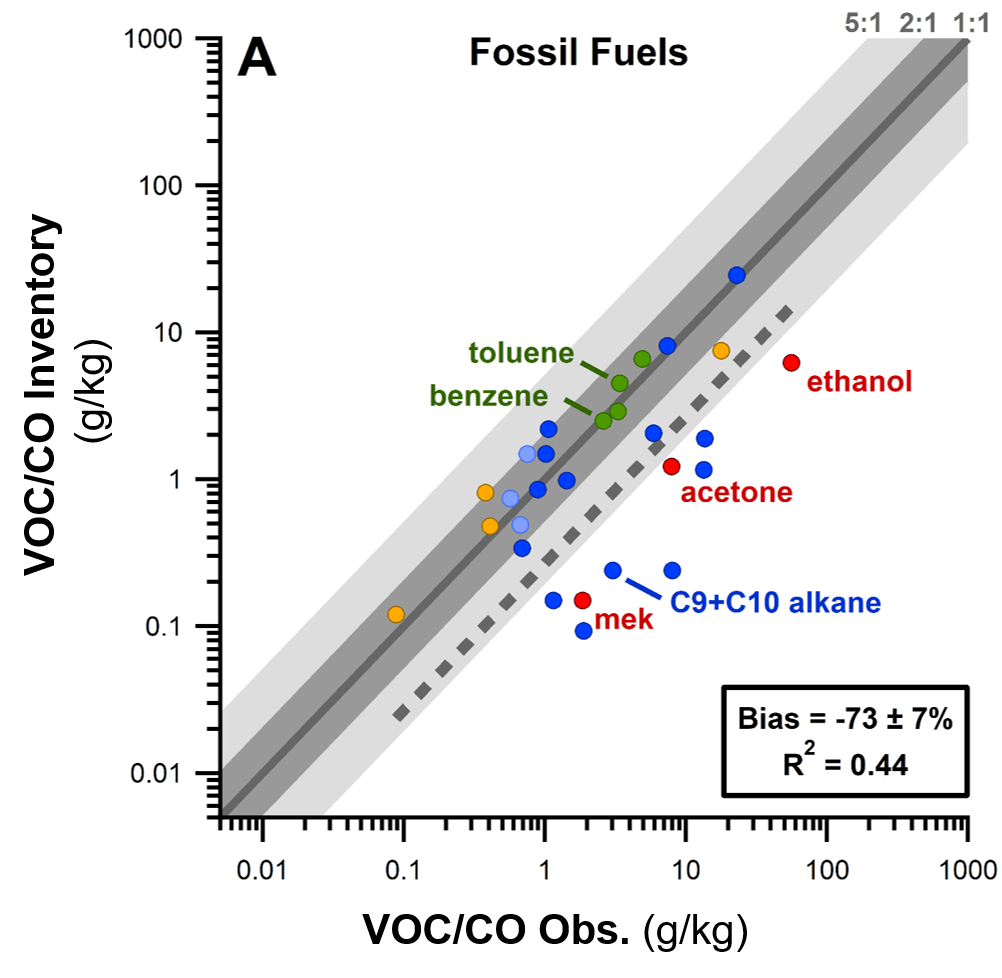 5:1 2:1 1:1
A
Fossil Fuels
VOC/CO Inventory
(g/kg)
1000
100
10
1
0.1
0.01
toluene
benzene
ethanol
acetone
C9+C10 alkane
mek
Bias = -73 ± 7%
R² = 0.44
0.01 0.1 1 10 100 1000
VOC/CO Obs. (g/kg)